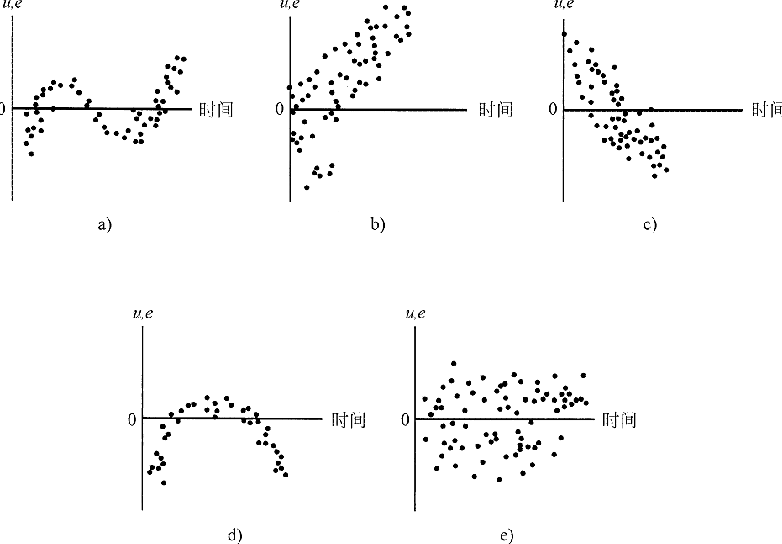 u,e u,e u,e
0 时间 0 时间 0 时间
a) b) c)
u,e u,e
0 时间 0 时间
d) e)